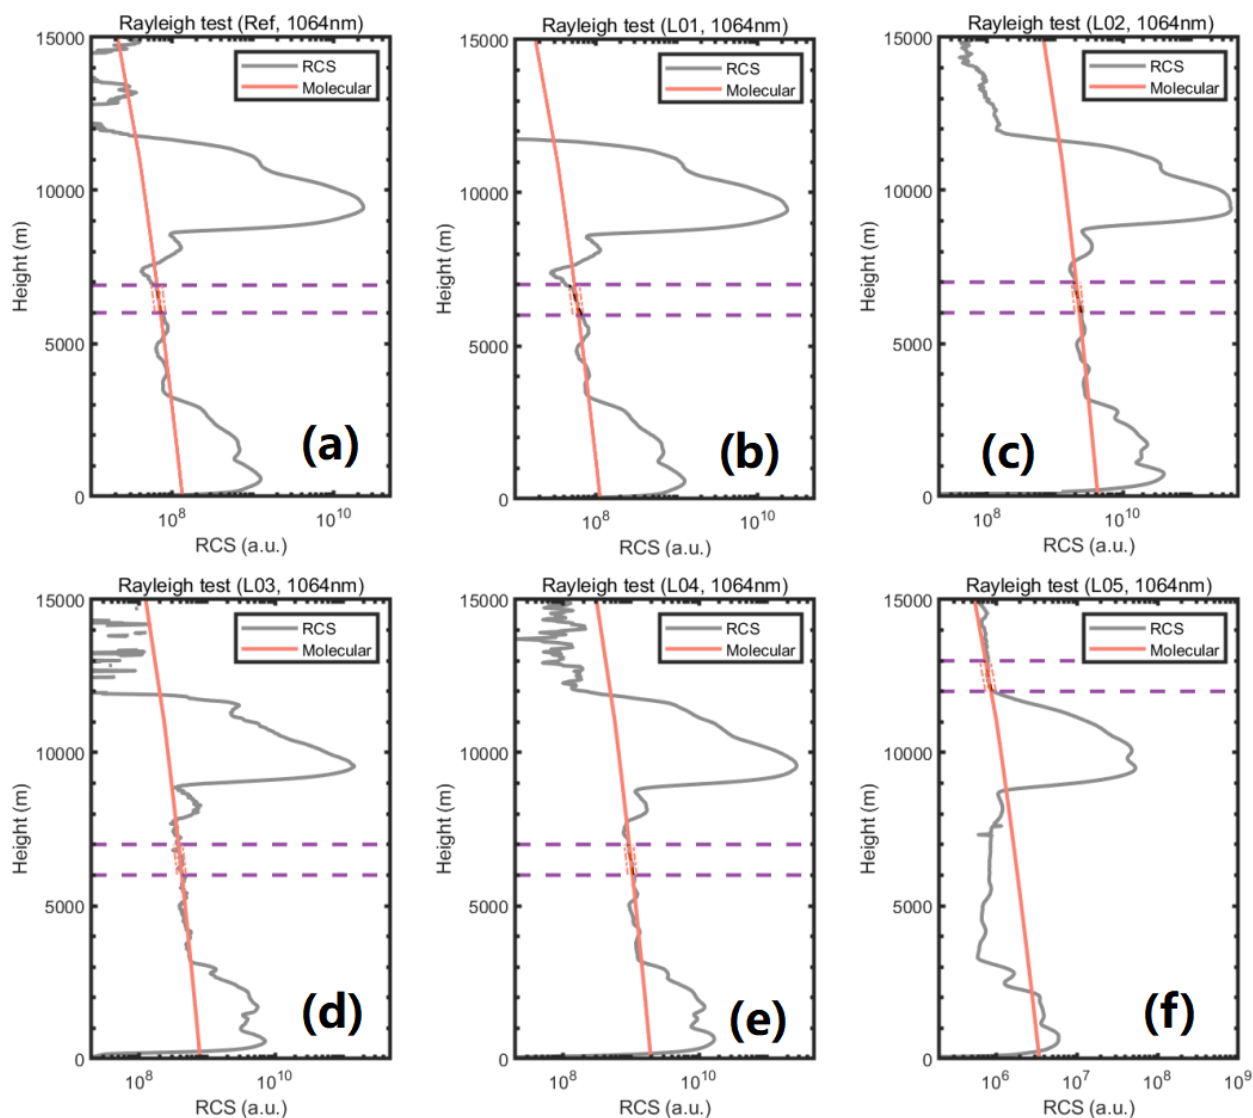 Rayleigh test (Ref, 1064nm)
15000
10000
5000
0
Height (m)
RCS
Molecular
(a)
10^8
10^10
RCS (a.u.)
Rayleigh test (L01, 1064nm)
15000
10000
5000
0
Height (m)
RCS
Molecular
(b)
10^8
10^10
RCS (a.u.)
Rayleigh test (L02, 1064nm)
15000
10000
5000
0
Height (m)
RCS
Molecular
(c)
10^8
10^10
RCS (a.u.)
Rayleigh test (L03, 1064nm)
15000
10000
5000
0
Height (m)
RCS
Molecular
(d)
10^8
10^10
RCS (a.u.)
Rayleigh test (L04, 1064nm)
15000
10000
5000
0
Height (m)
RCS
Molecular
(e)
10^8
10^10
RCS (a.u.)
Rayleigh test (L05, 1064nm)
15000
10000
5000
0
Height (m)
RCS
Molecular
(f)
10^6
10^7
10^8
10^9
RCS (a.u.)